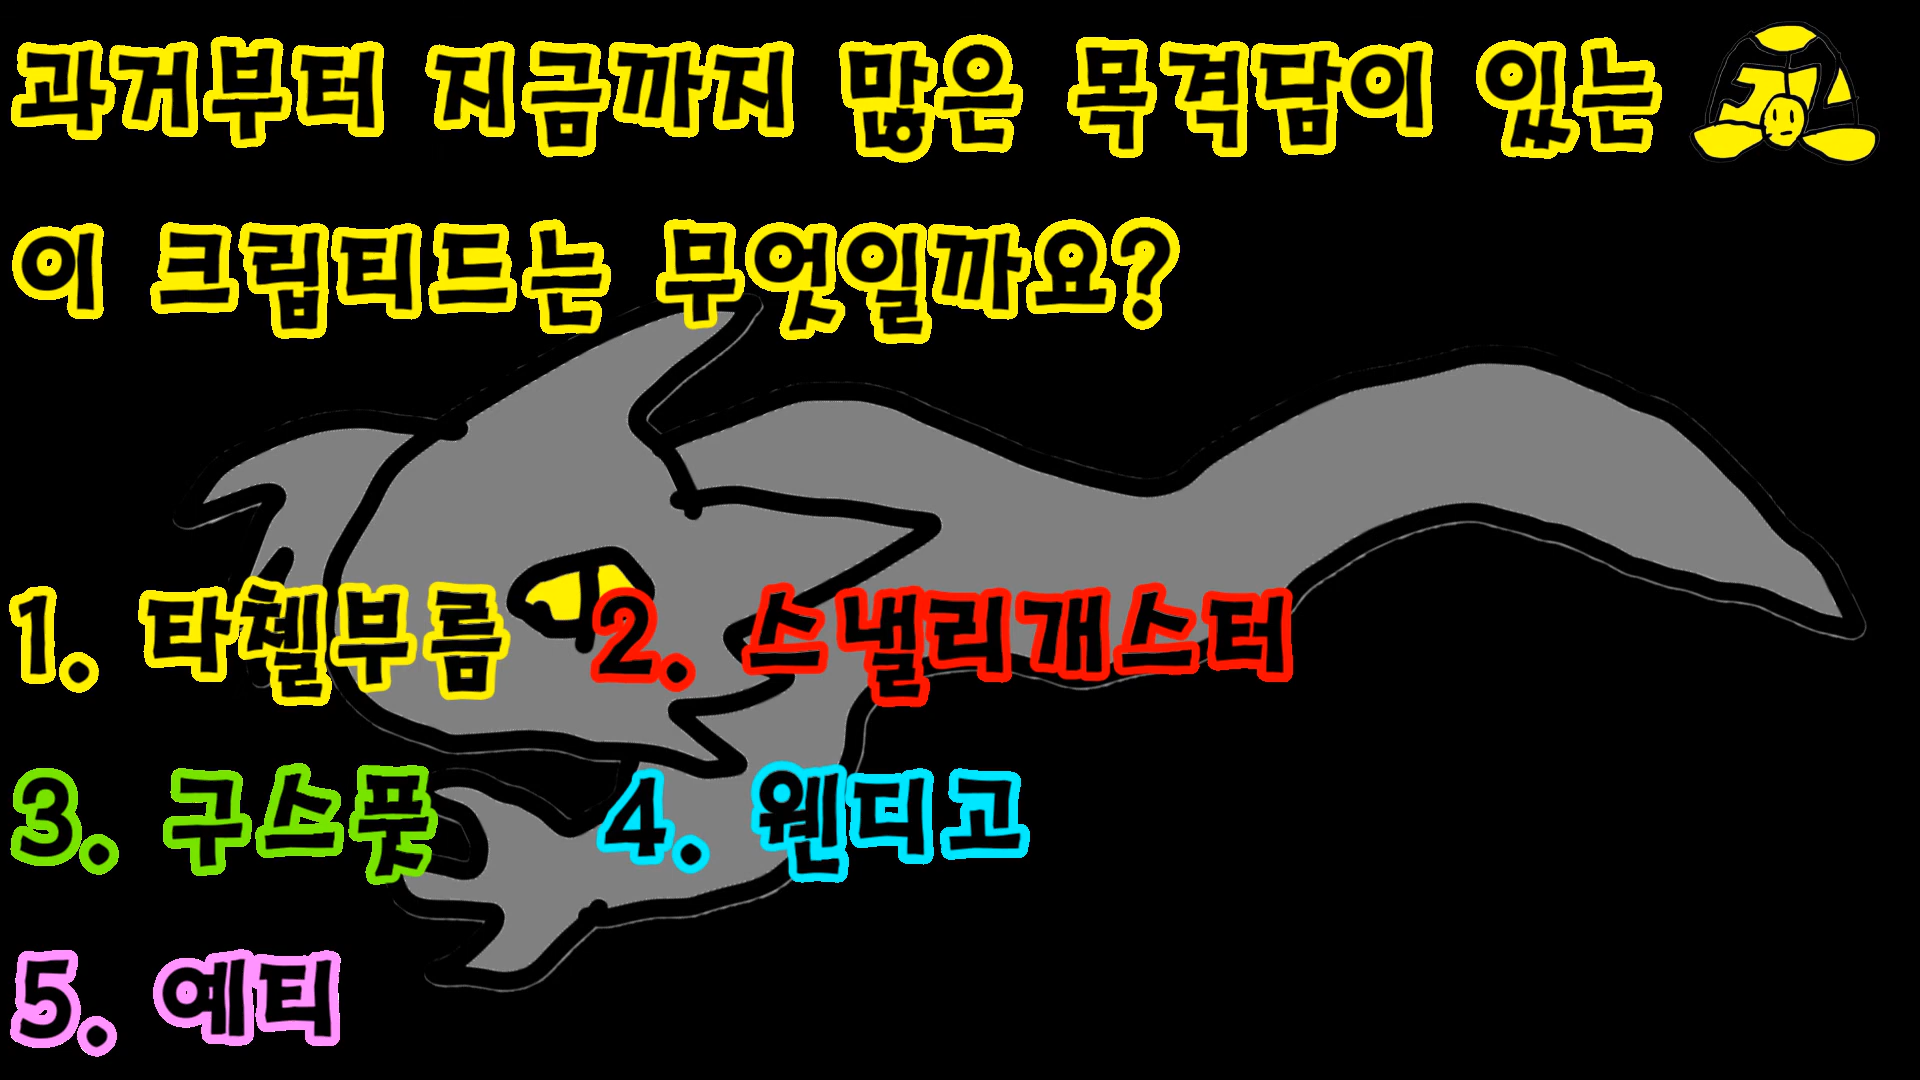 과거부터 지금까지 많은 목격담이 있는
이 크립티드는 무엇일까요?
1. 타첼부름 2. 스낼리개스터
3. 구스풋 4. 웬디고
5. 예티